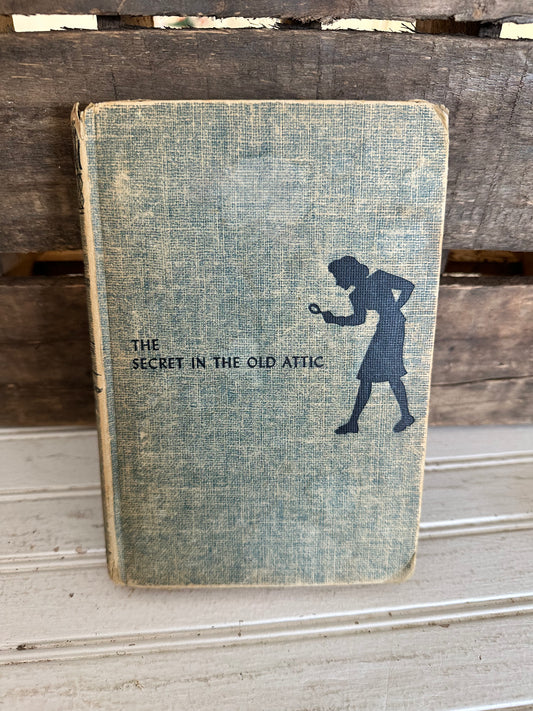 THE
SECRET IN THE OLD ATTIC